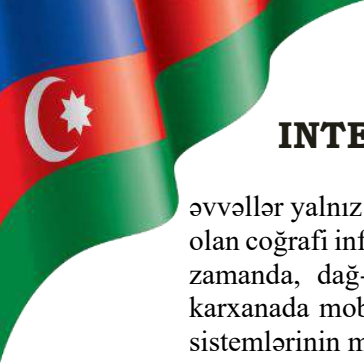 INTE
əvvəllər yalnız
olan coğrafi inf
zamanda, dağ-
karxanada mob
sistemlərinin m